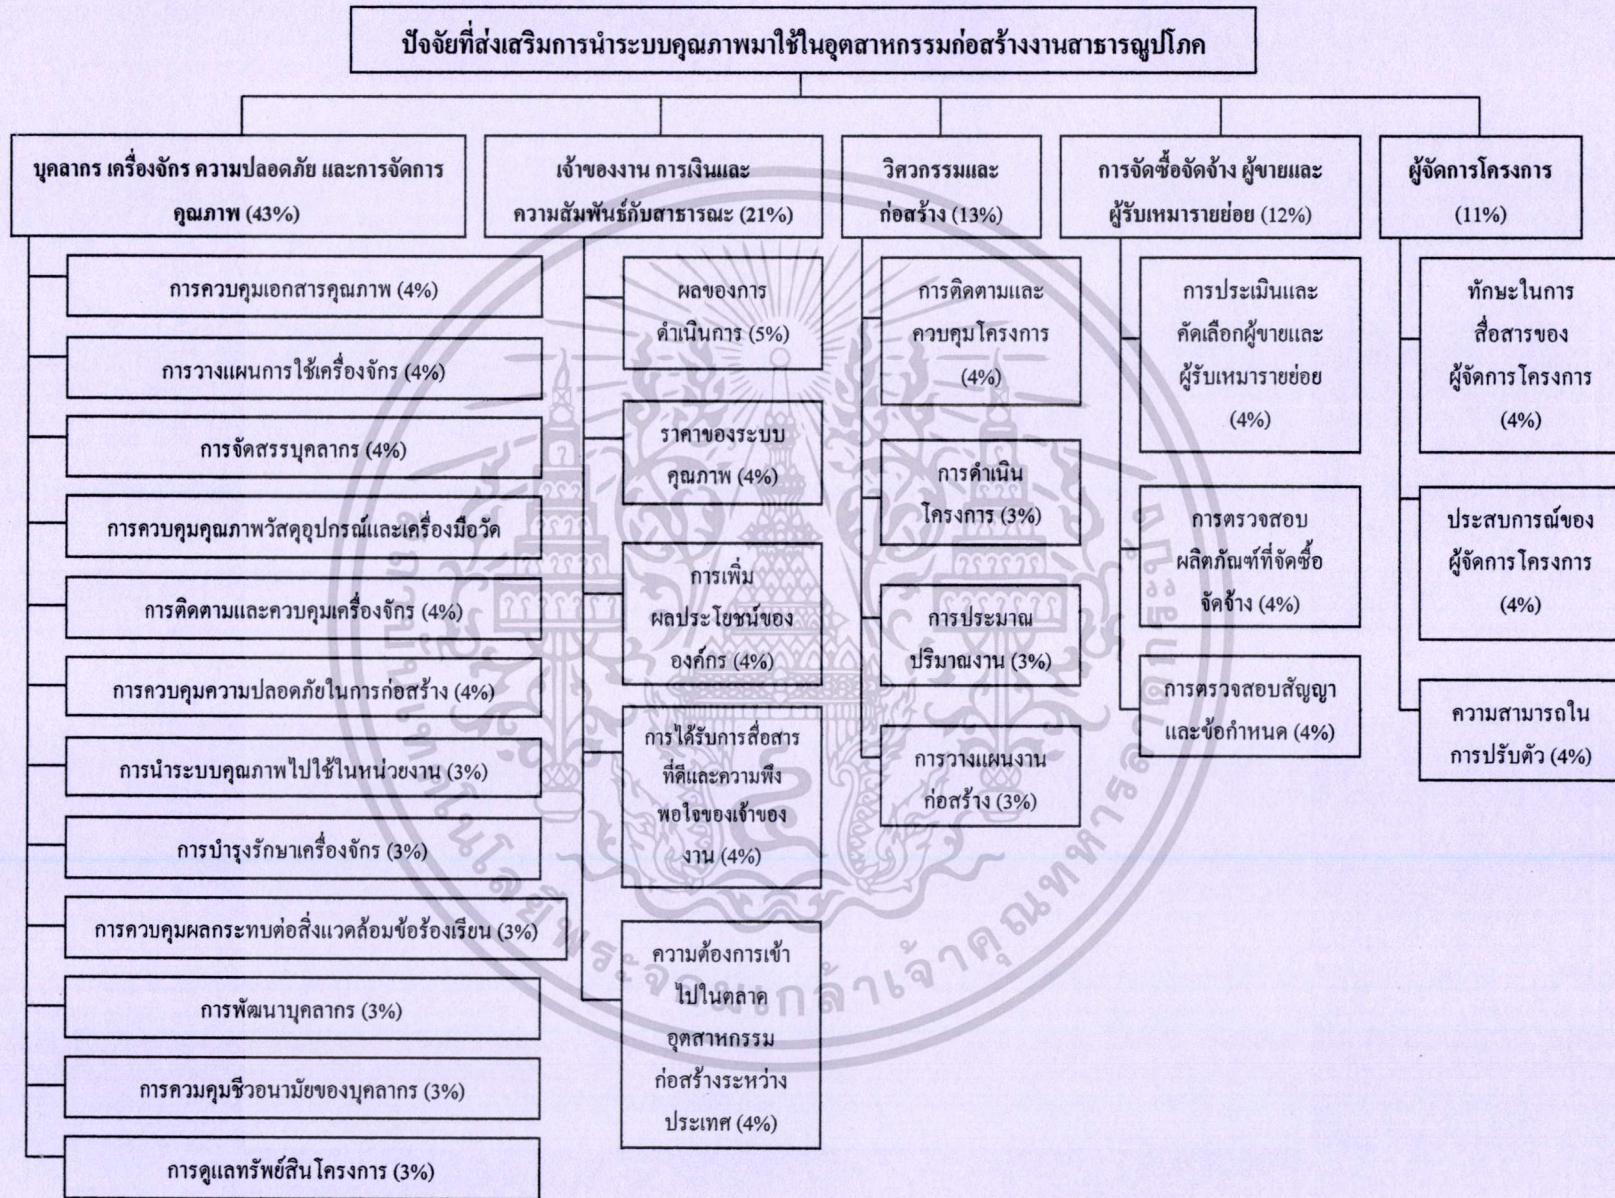 ปัจจัยที่ส่งเสริมการนำระบบคุณภาพมาใช้ในอุตสาหกรรมก่อสร้างงานสาธารณูปโภค
บุคลากร เครื่องจักร ความปลอดภัย และการจัดการ
คุณภาพ (43%)
การควบคุมเอกสารคุณภาพ (4%)
การวางแผนการใช้เครื่องจักร (4%)
การจัดสรรบุคลากร (4%)
การควบคุมคุณภาพวัสดุอุปกรณ์และเครื่องมือวัด
การติดตามและควบคุมเครื่องจักร (4%)
การควบคุมความปลอดภัยในการก่อสร้าง (4%)
การนำระบบคุณภาพไปใช้ในหน่วยงาน (3%)
การบำรุงรักษาเครื่องจักร (3%)
การควบคุมผลกระทบต่อสิ่งแวดล้อมข้อร้องเรียน (3%)
การพัฒนาบุคลากร (3%)
การควมคุมชีวอนามัยของบุคลากร (3%)
การดูแลทรัพย์สินโครงการ (3%)
เจ้าของงาน การเงินและ
ความสัมพันธ์กับสาธารณะ (21%)
ผลของการ
ดำเนินการ (5%)
ราคาของระบบ
คุณภาพ (4%)
การเพิ่ม
ผลประโยชน์ของ
องค์กร (4%)
การได้รับการสื่อสาร
ที่ดีและความพึง
พอใจของเจ้าของ
งาน (4%)
ความต้องการเข้า
ไปในตลาด
อุตสาหกรรม
ก่อสร้างระหว่าง
ประเทศ (4%)
วิศวกรรมและ
ก่อสร้าง (13%)
การติดตามและ
ควบคุมโครงการ
(4%)
การดำเนิน
โครงการ (3%)
การประมาณ
ปริมาณงาน (3%)
การวางแผนงาน
ก่อสร้าง (3%)
การจัดซื้อจัดจ้าง ผู้ขายและ
ผู้รับเหมารายย่อย (12%)
การประเมินและ
คัดเลือกผู้ขายและ
ผู้รับเหมารายย่อย
(4%)
การตรวจสอบ
ผลิตภัณฑ์ที่จัดซื้อ
จัดจ้าง (4%)
การตรวจสอบสัญญา
และข้อกำหนด (4%)
ผู้จัดการโครงการ
(11%)
ทักษะในการ
สื่อสารของ
ผู้จัดการโครงการ
(4%)
ประสบการณ์ของ
ผู้จัดการโครงการ
(4%)
ความสามารถใน
การปรับตัว (4%)
สถาบันเทคโนโลยีพระจอมเกล้าเจ้าคุณทหารลาดกระบัง